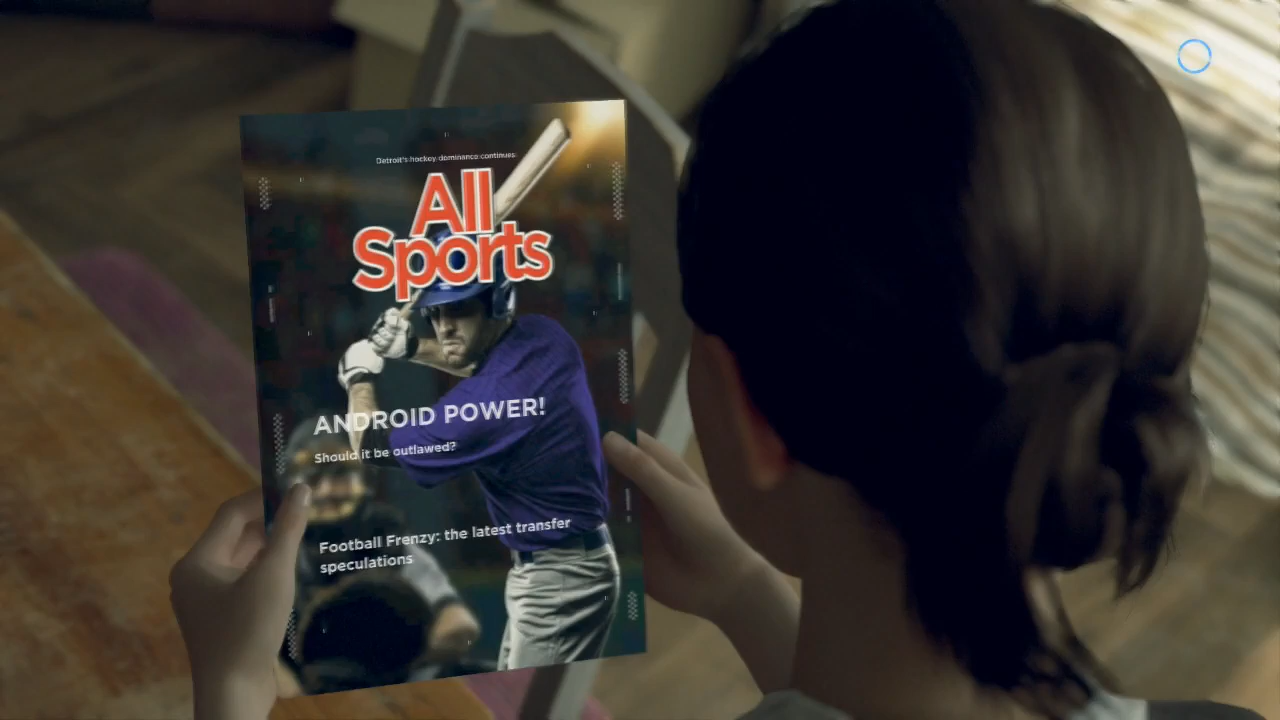 Detroit's hockey dominance continues
All
Sports
ANDROID POWER!
Should it be outlawed?
Football Frenzy: the latest transfer
speculations